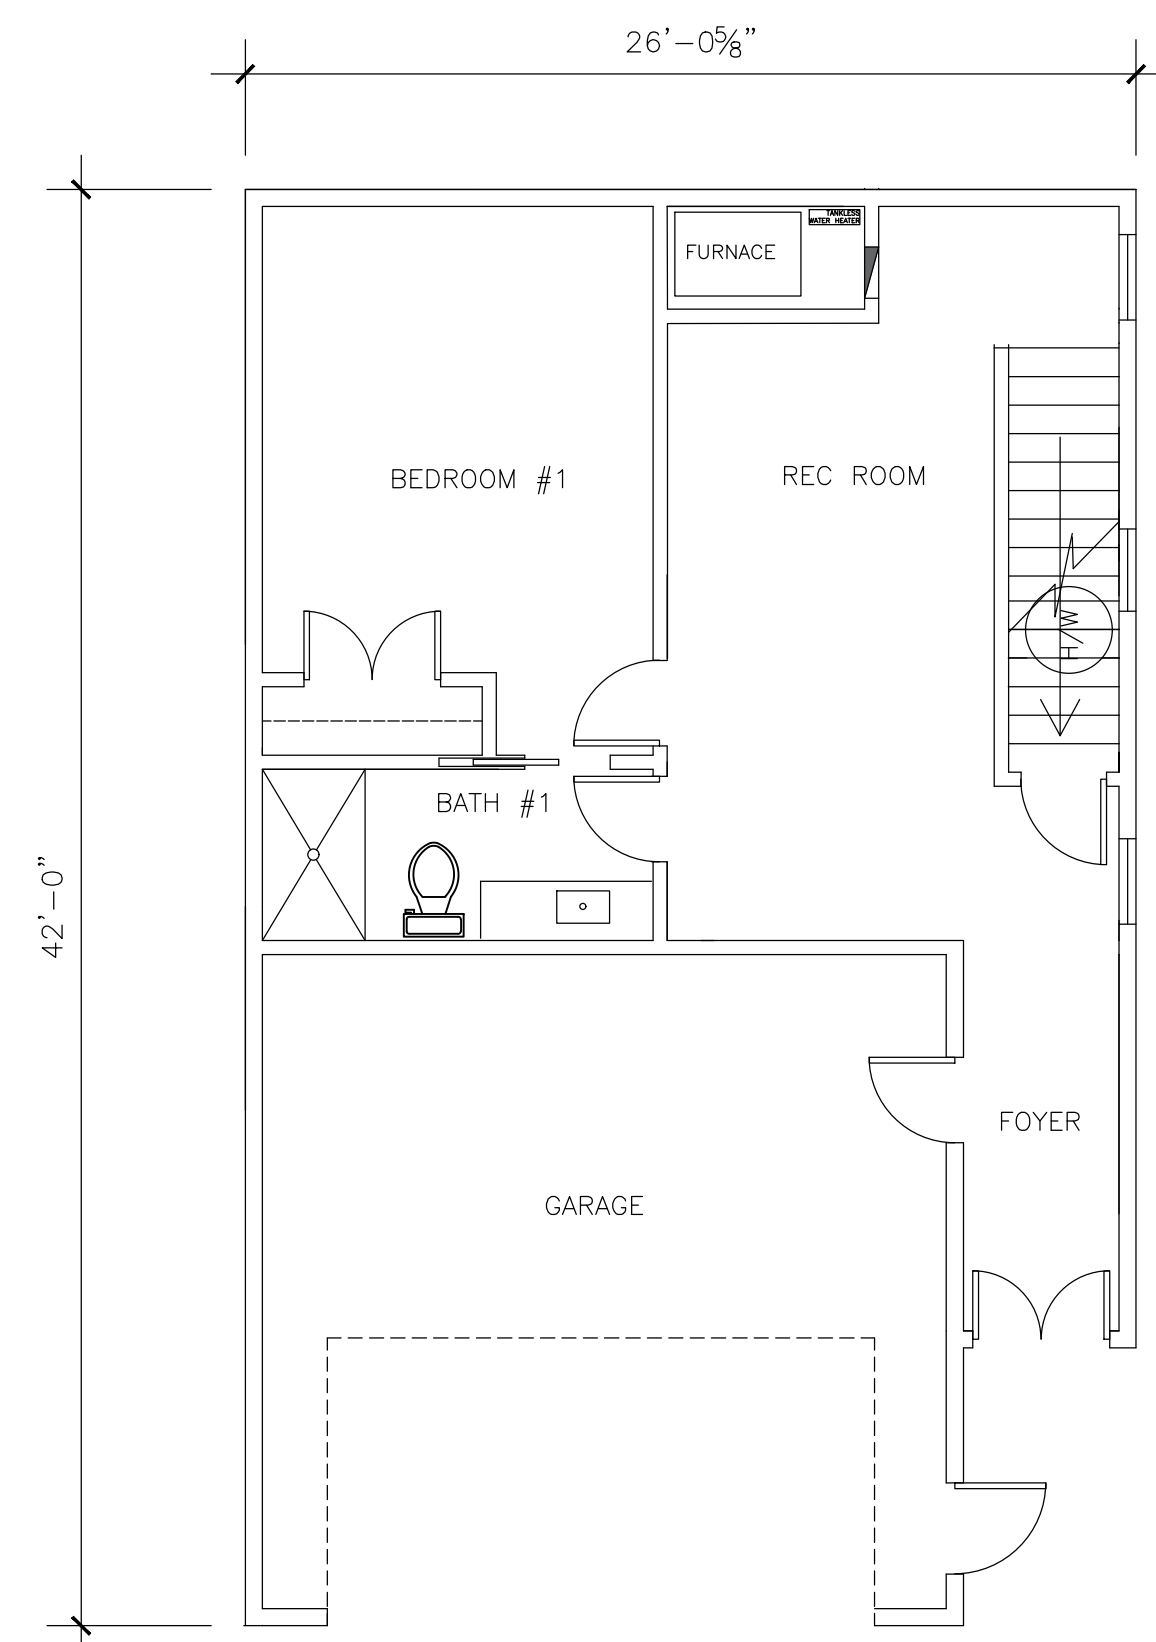 26'-0⅝"
TANKLESS
WATER HEATER
FURNACE
BEDROOM #1
REC ROOM
H/W
BATH #1
42'-0"
FOYER
GARAGE